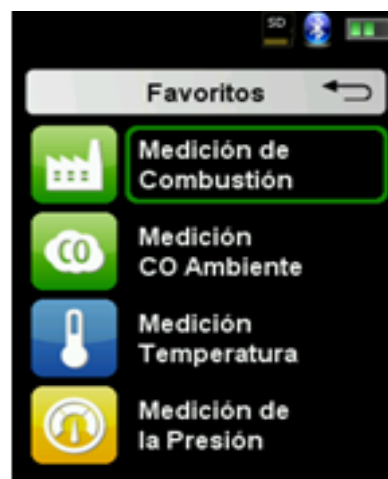 SD
Favoritos
Medición de
Combustión
CO
Medición
CO Ambiente
Medición
Temperatura
Medición de
la Presión